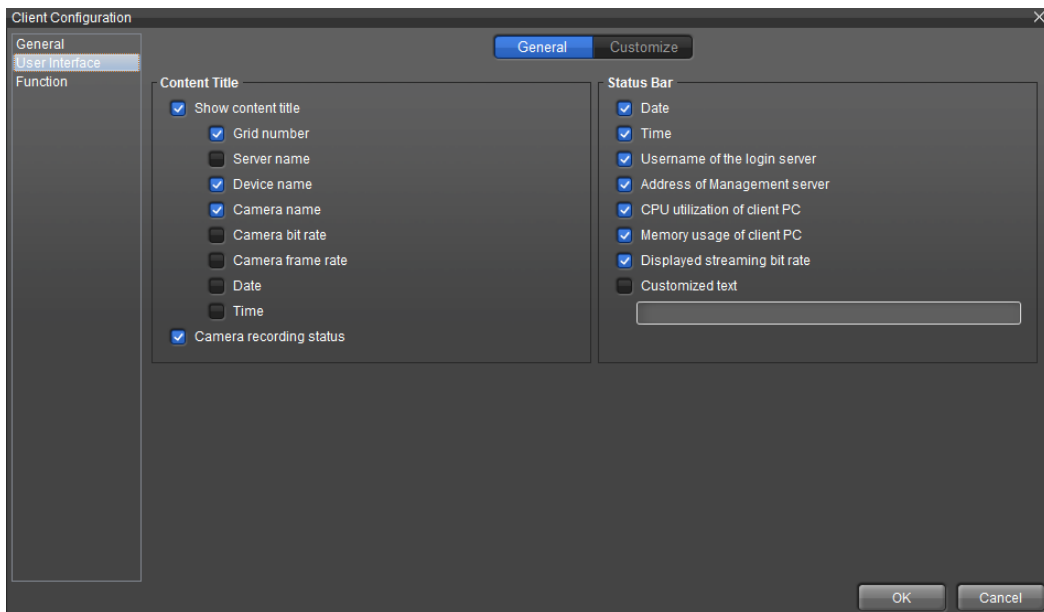 Client Configuration
General
User Interface
Function
General
Customize
Content Title
Show content title
Grid number
Server name
Device name
Camera name
Camera bit rate
Camera frame rate
Date
Time
Camera recording status
Status Bar
Date
Time
Username of the login server
Address of Management server
CPU utilization of client PC
Memory usage of client PC
Displayed streaming bit rate
Customized text
OK
Cancel